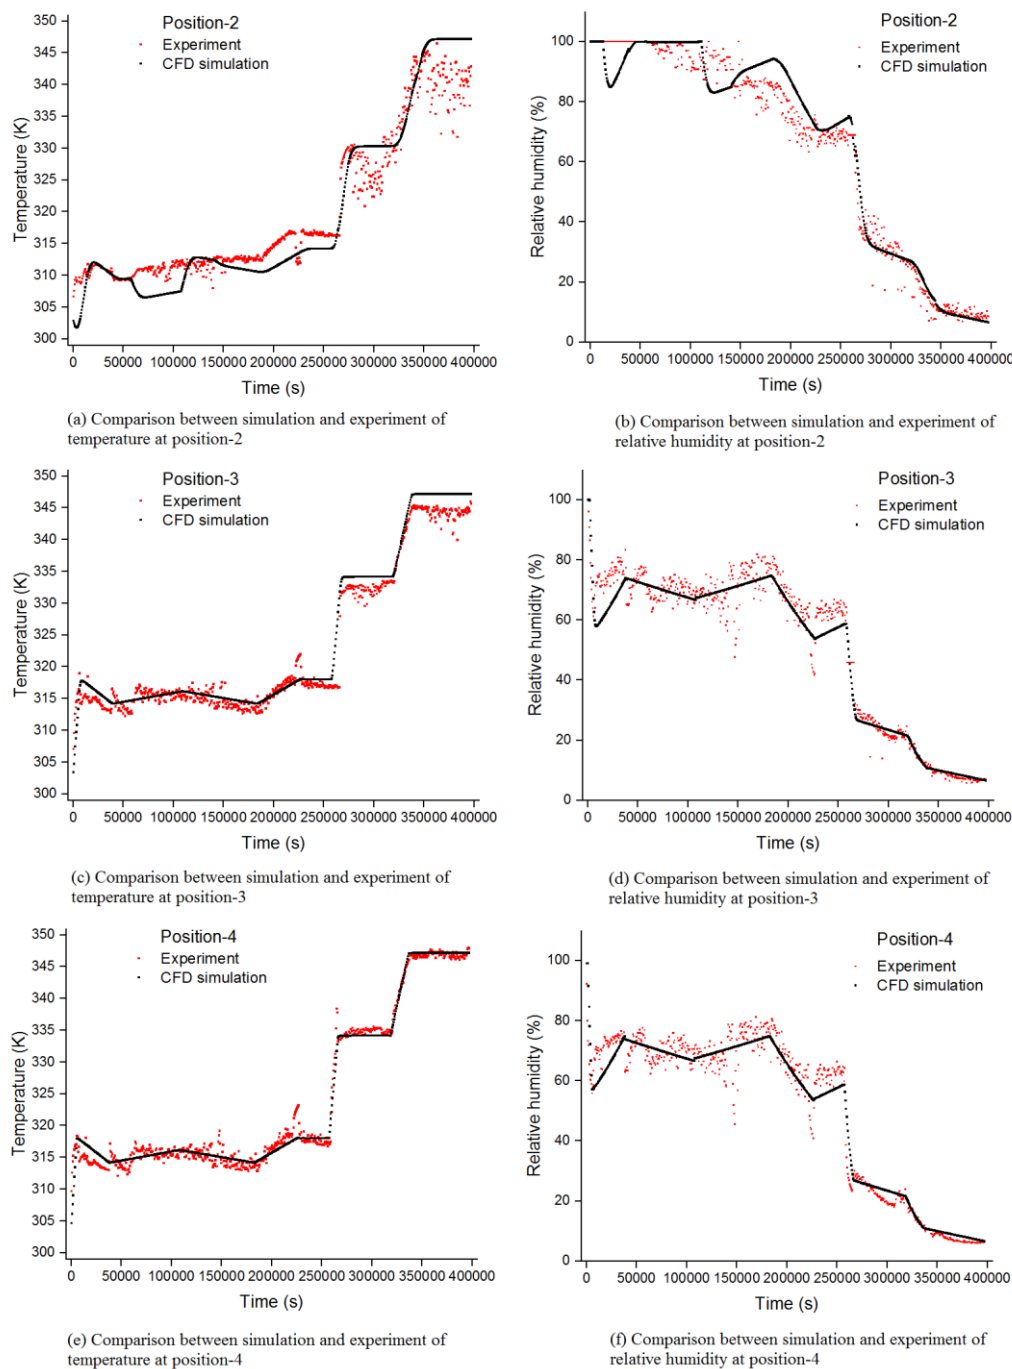 Position-2
Experiment
CFD simulation
350
345
340
335
330
325
320
315
310
305
300
Temperature (K)
0 50000 100000 150000 200000 250000 300000 350000 400000
Time (s)
(a) Comparison between simulation and experiment of
temperature at position-2
Position-2
Experiment
CFD simulation
100
80
60
40
20
0
Relative humidity (%)
0 50000 100000 150000 200000 250000 300000 350000 400000
Time (s)
(b) Comparison between simulation and experiment of
relative humidity at position-2
Position-3
Experiment
CFD simulation
350
345
340
335
330
325
320
315
310
305
300
Temperature (K)
0 50000 100000 150000 200000 250000 300000 350000 400000
Time (s)
(c) Comparison between simulation and experiment of
temperature at position-3
Position-3
Experiment
CFD simulation
100
80
60
40
20
0
Relative humidity (%)
0 50000 100000 150000 200000 250000 300000 350000 400000
Time (s)
(d) Comparison between simulation and experiment of
relative humidity at position-3
Position-4
Experiment
CFD simulation
350
345
340
335
330
325
320
315
310
305
300
Temperature (K)
0 50000 100000 150000 200000 250000 300000 350000 400000
Time (s)
(e) Comparison between simulation and experiment of
temperature at position-4
Position-4
Experiment
CFD simulation
100
80
60
40
20
0
Relative humidity (%)
0 50000 100000 150000 200000 250000 300000 350000 400000
Time (s)
(f) Comparison between simulation and experiment of
relative humidity at position-4